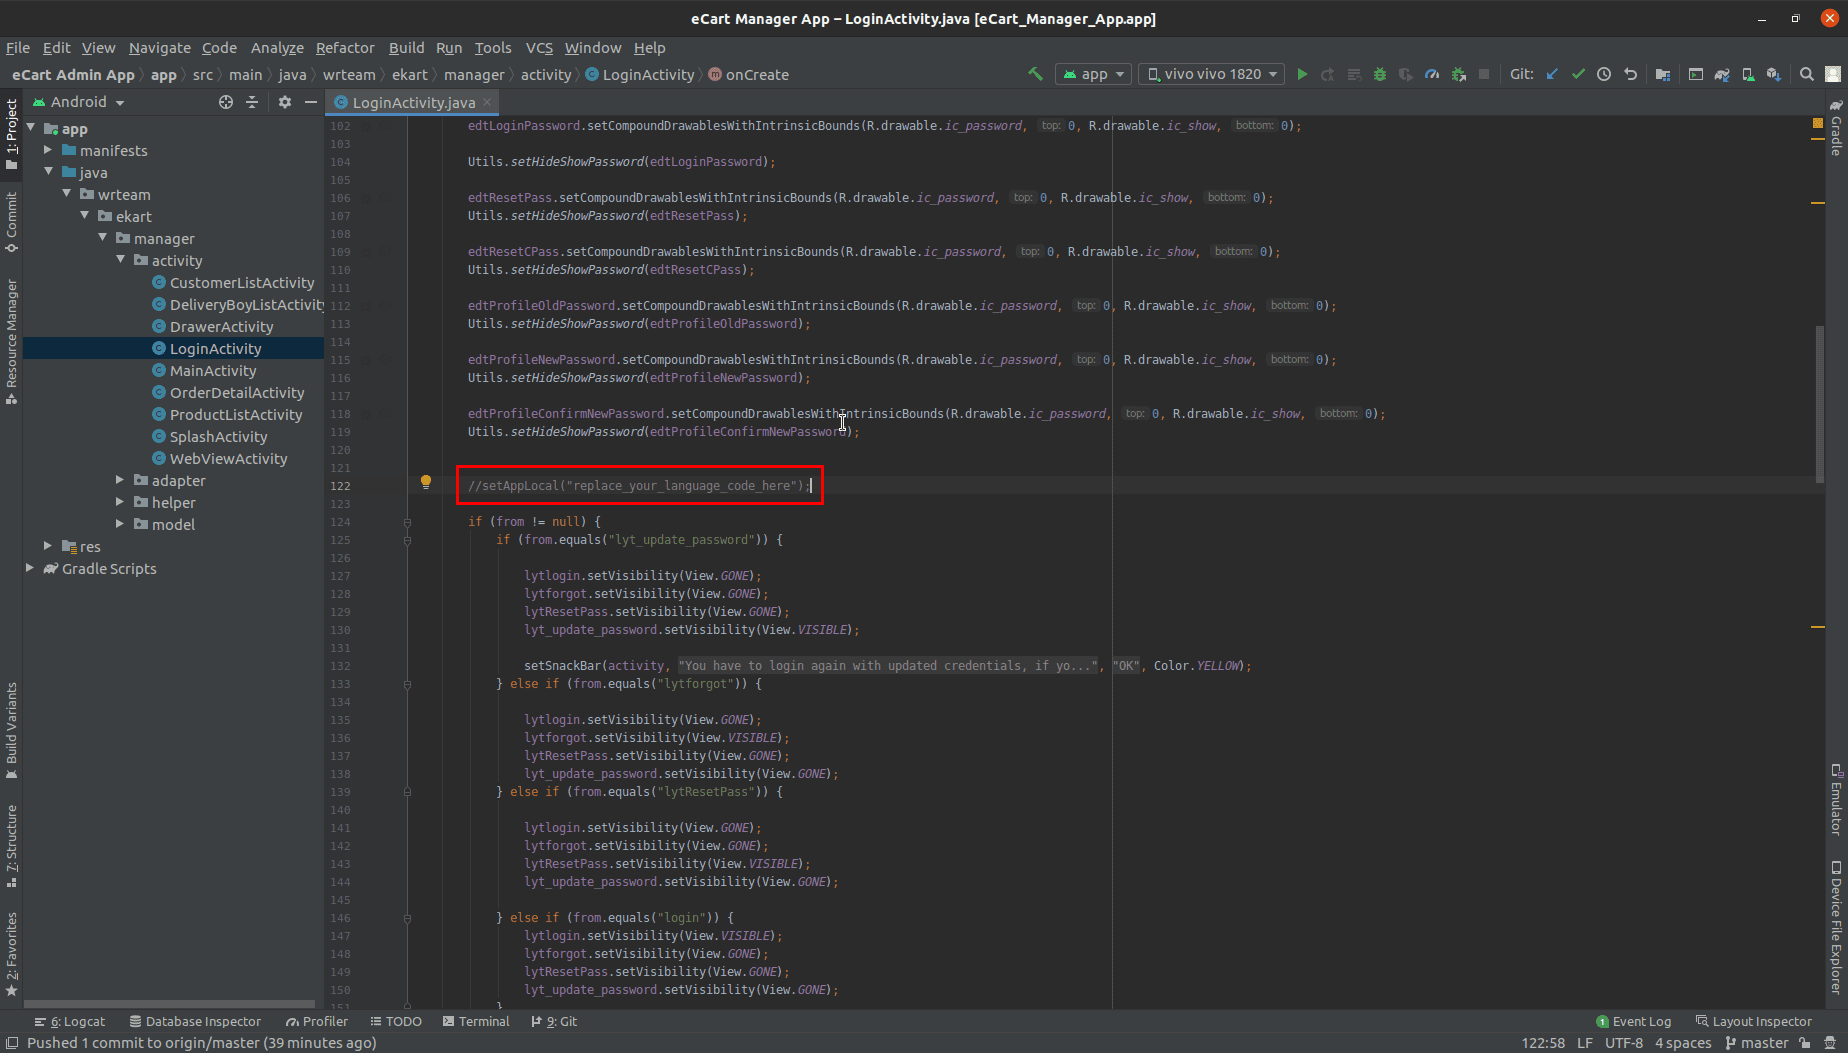 eCart Manager App – LoginActivity.java [eCart_Manager_App.app]
File Edit View Navigate Code Analyze Refactor Build Run Tools VCS Window Help
eCart Admin App app src main java wrteam ekart manager activity LoginActivity onCreate
app vivo vivo 1820 Git:
Android
LoginActivity.java
1: Project
Commit
Resource Manager
Build Variants
7: Structure
2: Favorites
app
manifests
java
wrteam
ekart
manager
activity
CustomerListActivity
DeliveryBoyListActivity
DrawerActivity
LoginActivity
MainActivity
OrderDetailActivity
ProductListActivity
SplashActivity
WebViewActivity
adapter
helper
model
res
Gradle Scripts
102 edtLoginPassword.setCompoundDrawablesWithIntrinsicBounds(R.drawable.ic_password, top: 0, R.drawable.ic_show, bottom: 0);
103
104 Utils.setHideShowPassword(edtLoginPassword);
105
106 edtResetPass.setCompoundDrawablesWithIntrinsicBounds(R.drawable.ic_password, top: 0, R.drawable.ic_show, bottom: 0);
107 Utils.setHideShowPassword(edtResetPass);
108
109 edtResetCPass.setCompoundDrawablesWithIntrinsicBounds(R.drawable.ic_password, top: 0, R.drawable.ic_show, bottom: 0);
110 Utils.setHideShowPassword(edtResetCPass);
111
112 edtProfileOldPassword.setCompoundDrawablesWithIntrinsicBounds(R.drawable.ic_password, top: 0, R.drawable.ic_show, bottom: 0);
113 Utils.setHideShowPassword(edtProfileOldPassword);
114
115 edtProfileNewPassword.setCompoundDrawablesWithIntrinsicBounds(R.drawable.ic_password, top: 0, R.drawable.ic_show, bottom: 0);
116 Utils.setHideShowPassword(edtProfileNewPassword);
117
118 edtProfileConfirmNewPassword.setCompoundDrawablesWithIntrinsicBounds(R.drawable.ic_password, top: 0, R.drawable.ic_show, bottom: 0);
119 Utils.setHideShowPassword(edtProfileConfirmNewPassword);
120
121
122 //setAppLocal("replace_your_language_code_here");
123
124 if (from != null) {
125 if (from.equals("lyt_update_password")) {
126
127 lytlogin.setVisibility(View.GONE);
128 lytforgot.setVisibility(View.GONE);
129 lytResetPass.setVisibility(View.GONE);
130 lyt_update_password.setVisibility(View.VISIBLE);
131
132 setSnackBar(activity, "You have to login again with updated credentials, if yo...", "OK", Color.YELLOW);
133 } else if (from.equals("lytforgot")) {
134
135 lytlogin.setVisibility(View.GONE);
136 lytforgot.setVisibility(View.VISIBLE);
137 lytResetPass.setVisibility(View.GONE);
138 lyt_update_password.setVisibility(View.GONE);
139 } else if (from.equals("lytResetPass")) {
140
141 lytlogin.setVisibility(View.GONE);
142 lytforgot.setVisibility(View.GONE);
143 lytResetPass.setVisibility(View.VISIBLE);
144 lyt_update_password.setVisibility(View.GONE);
145
146 } else if (from.equals("login")) {
147 lytlogin.setVisibility(View.VISIBLE);
148 lytforgot.setVisibility(View.GONE);
149 lytResetPass.setVisibility(View.GONE);
150 lyt_update_password.setVisibility(View.GONE);
151 }
Gradle
Emulator
Device File Explorer
6: Logcat Database Inspector Profiler TODO Terminal 9: Git 1 Event Log Layout Inspector
Pushed 1 commit to origin/master (39 minutes ago) 122:58 LF UTF-8 4 spaces master